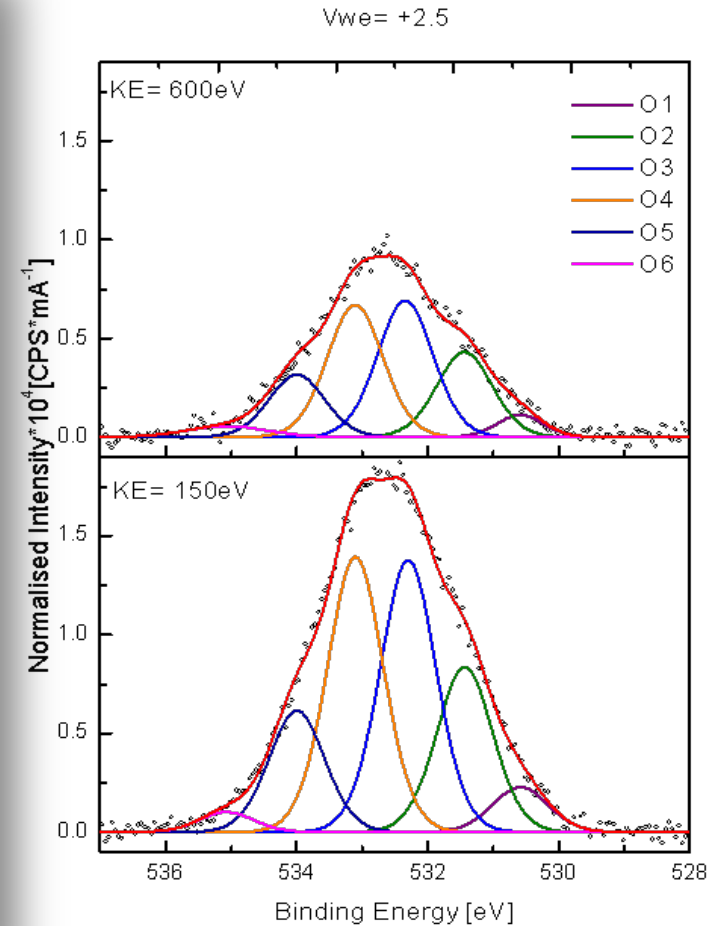 Vwe= +2.5
KE= 600eV
O1
O2
O3
O4
O5
O6
1.5
1.0
0.5
0.0
KE= 150eV
1.5
1.0
0.5
0.0
Normalised Intensity*10⁴[CPS*mA⁻¹]
536 534 532 530 528
Binding Energy [eV]